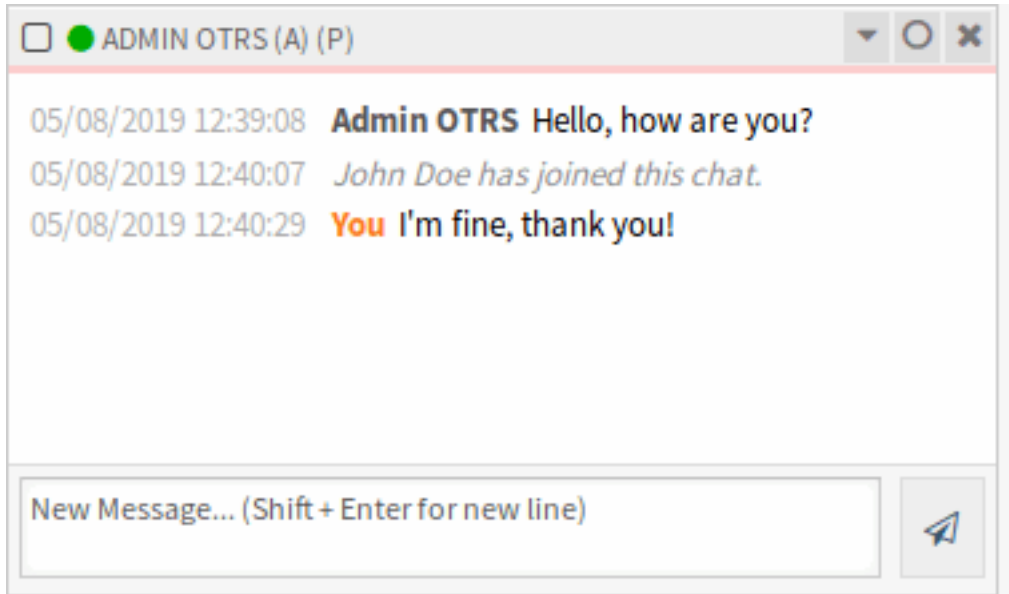 ADMIN OTRS (A) (P)
05/08/2019 12:39:08 Admin OTRS Hello, how are you?
05/08/2019 12:40:07 John Doe has joined this chat.
05/08/2019 12:40:29 You I'm fine, thank you!
New Message... (Shift + Enter for new line)